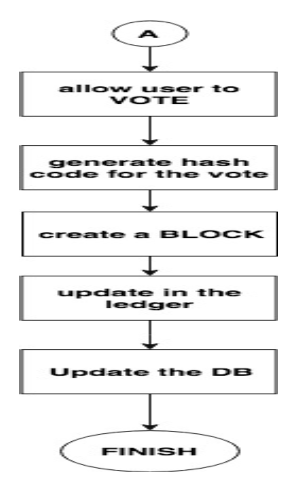 A
allow user to
VOTE
generate hash
code for the vote
create a BLOCK
update in the
ledger
Update the DB
FINISH